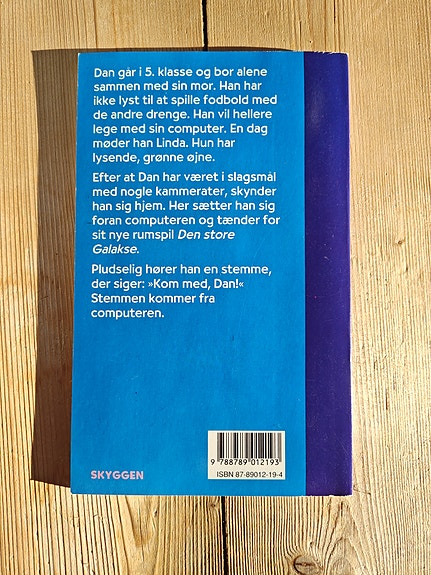 Dan går i 5. klasse og bor alene
sammen med sin mor. Han har
ikke lyst til at spille fodbold med
de andre drenge. Han vil hellere
lege med sin computer. En dag
møder han Linda. Hun har
lysende, grønne øjne.
Efter at Dan har været i slagsmål
med nogle kammerater, skynder
han sig hjem. Her sætter han sig
foran computeren og tænder for
sit nye rumspil Den store
Galakse.
Pludselig hører han en stemme,
der siger: »Kom med, Dan!«
Stemmen kommer fra
computeren.
9 788789 012193
ISBN 87-89012-19-4
SKYGGEN